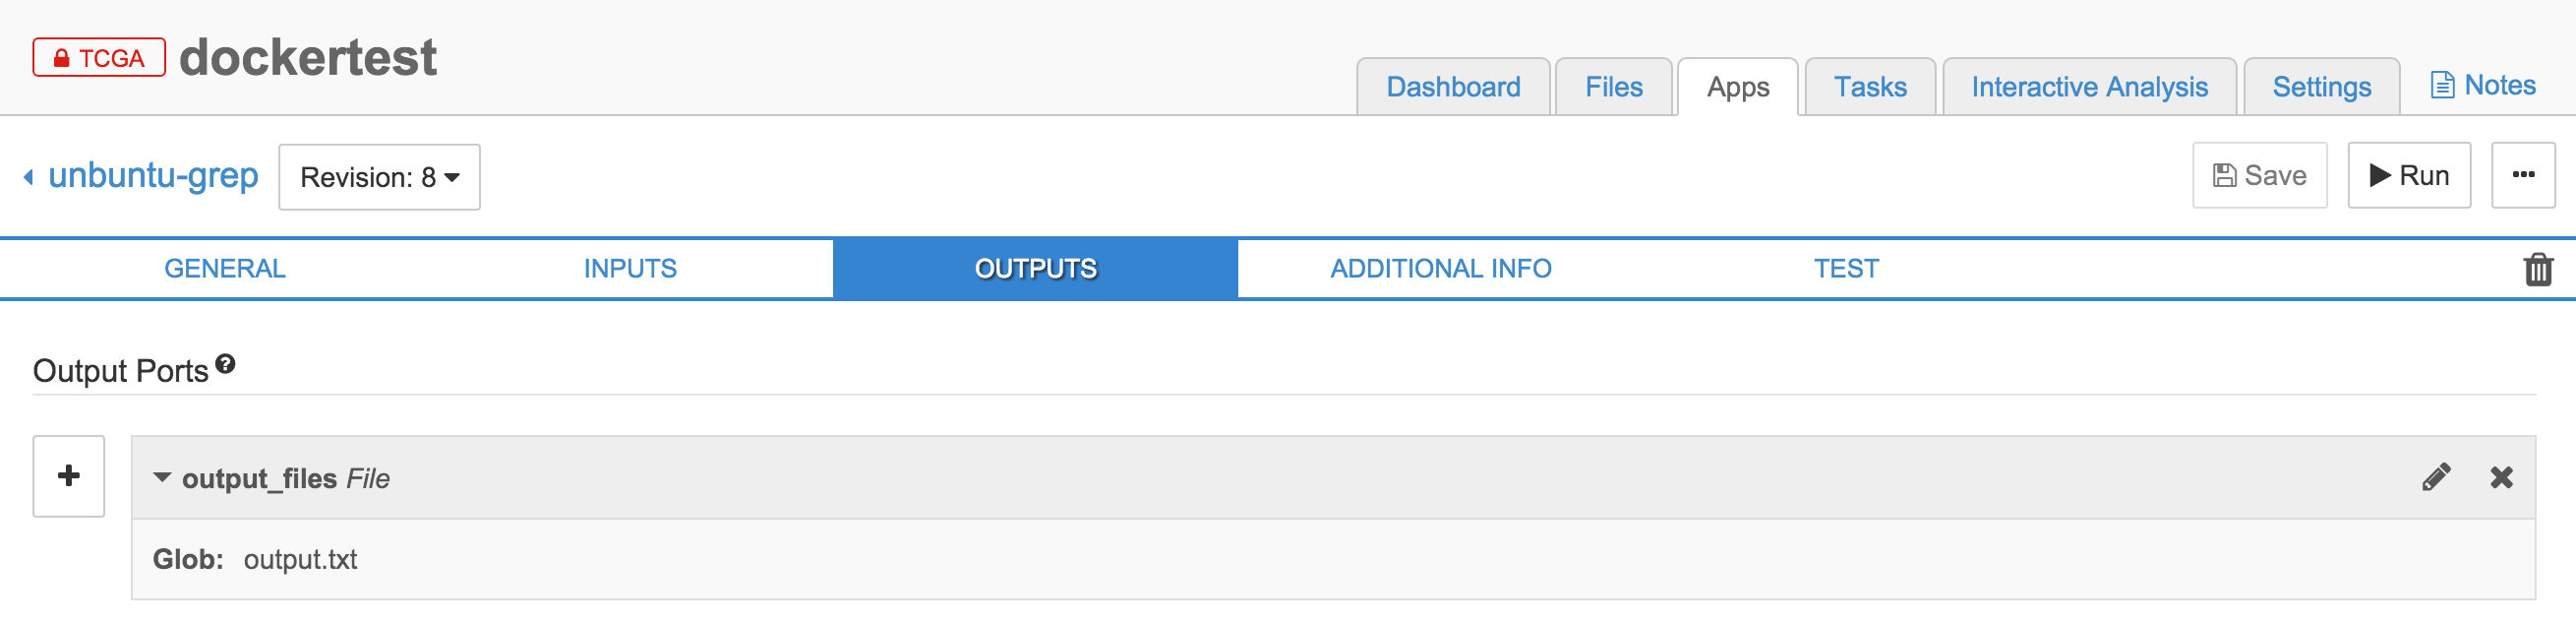 TCGA dockertest
Dashboard Files Apps Tasks Interactive Analysis Settings Notes
unbuntu-grep Revision: 8 Save Run
GENERAL INPUTS OUTPUTS ADDITIONAL INFO TEST
Output Ports
output_files File
Glob: output.txt